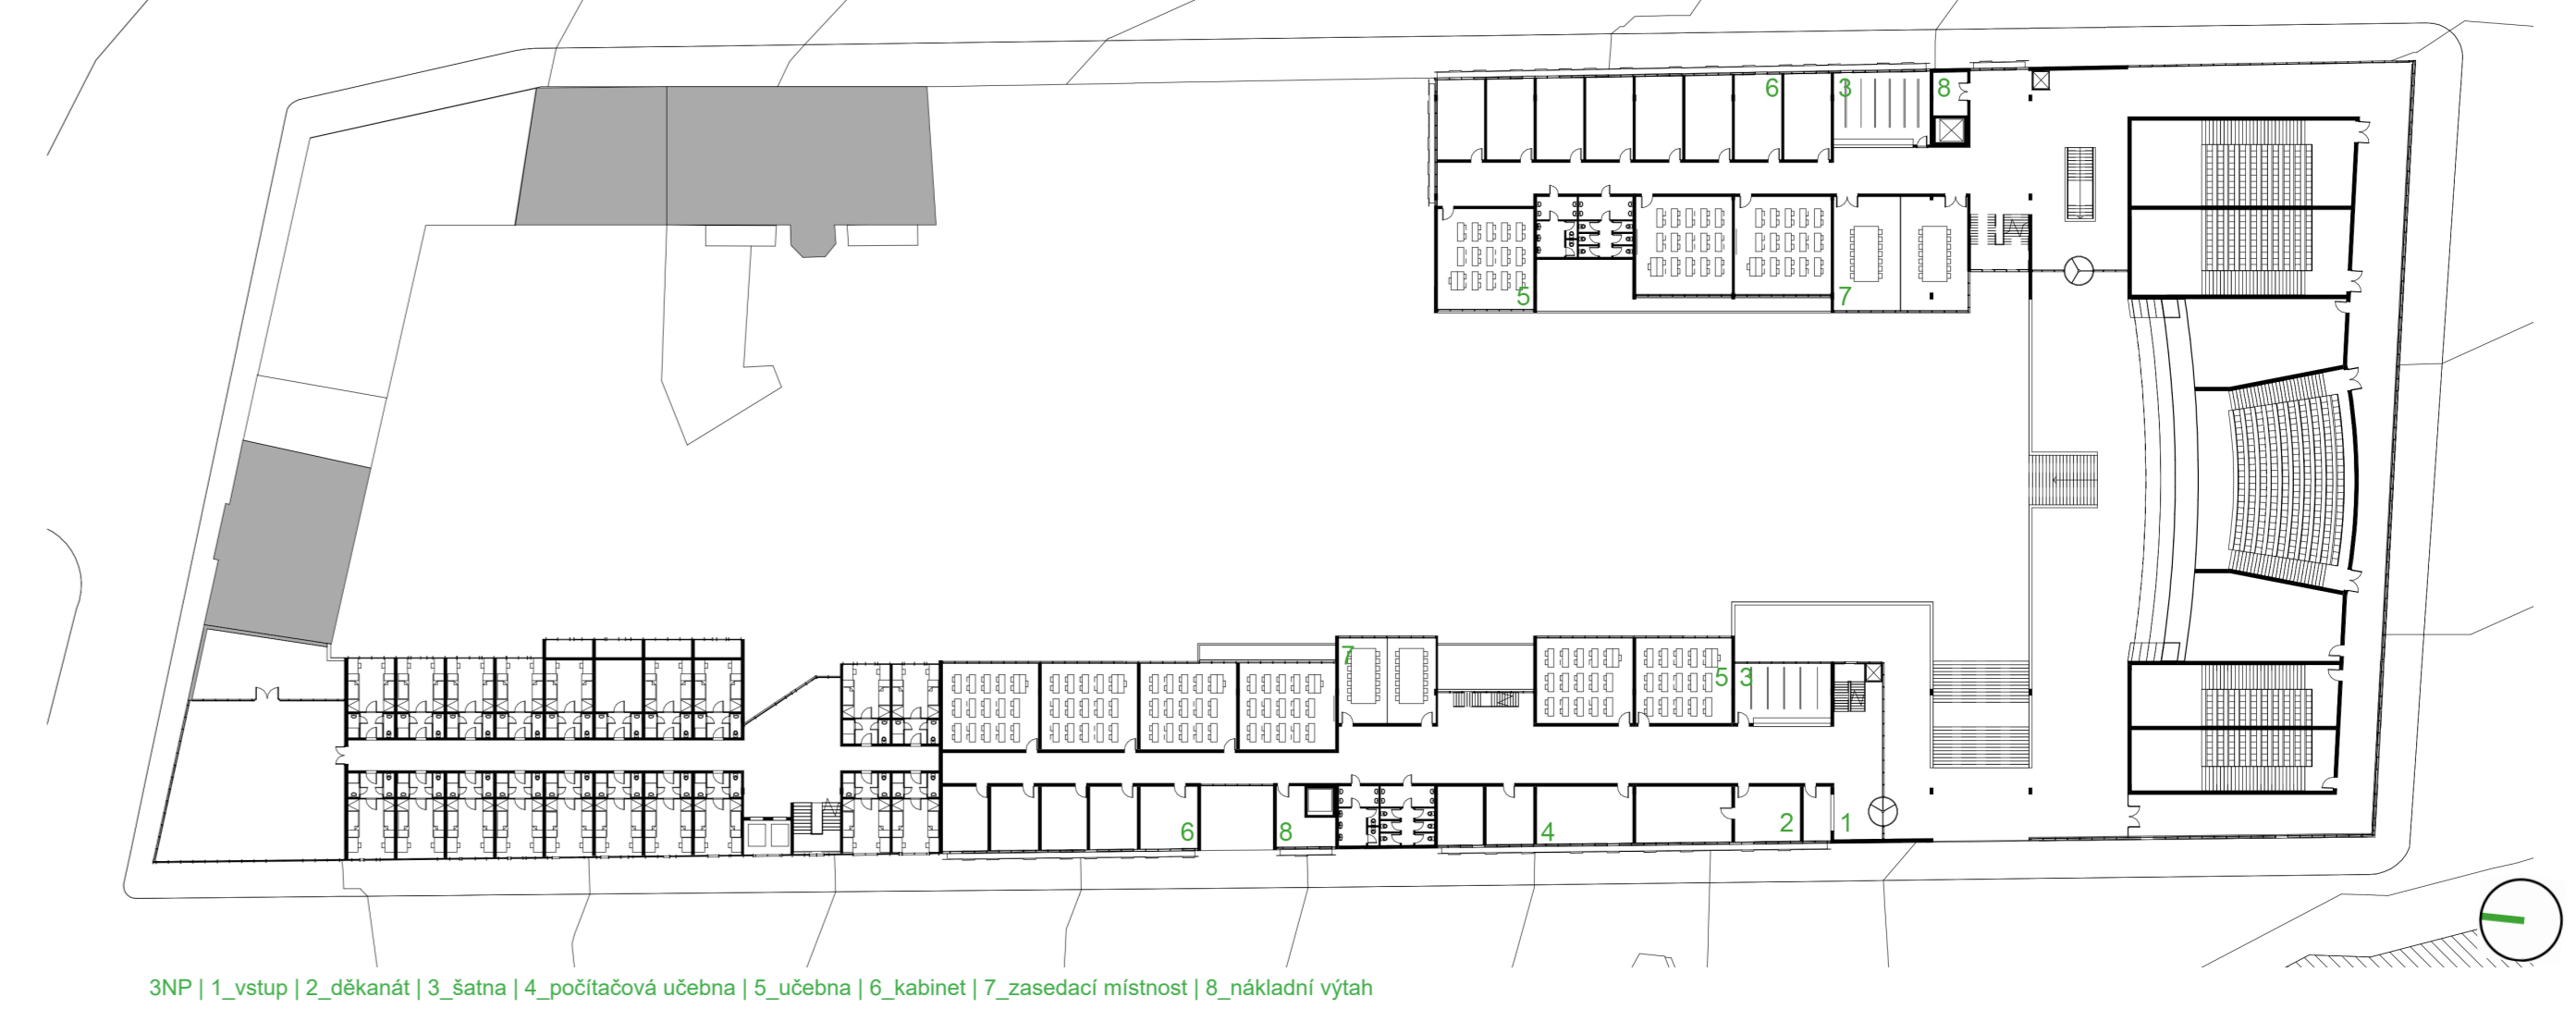 6 3 8
5 7
7 5 3
6 8 4 2 1
3NP | 1_vstup | 2_děkanát | 3_šatna | 4_počítačová učebna | 5_učebna | 6_kabinet | 7_zasedací místnost | 8_nákladní výtah